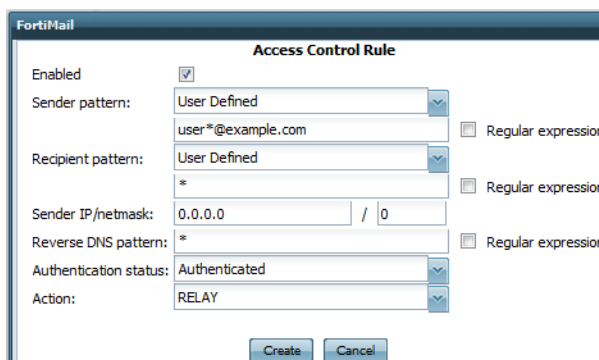 FortiMail
Access Control Rule
Enabled
Sender pattern: User Defined
user*@example.com Regular expression
Recipient pattern: User Defined
* Regular expression
Sender IP/netmask: 0.0.0.0 / 0
Reverse DNS pattern: * Regular expression
Authentication status: Authenticated
Action: RELAY
Create Cancel